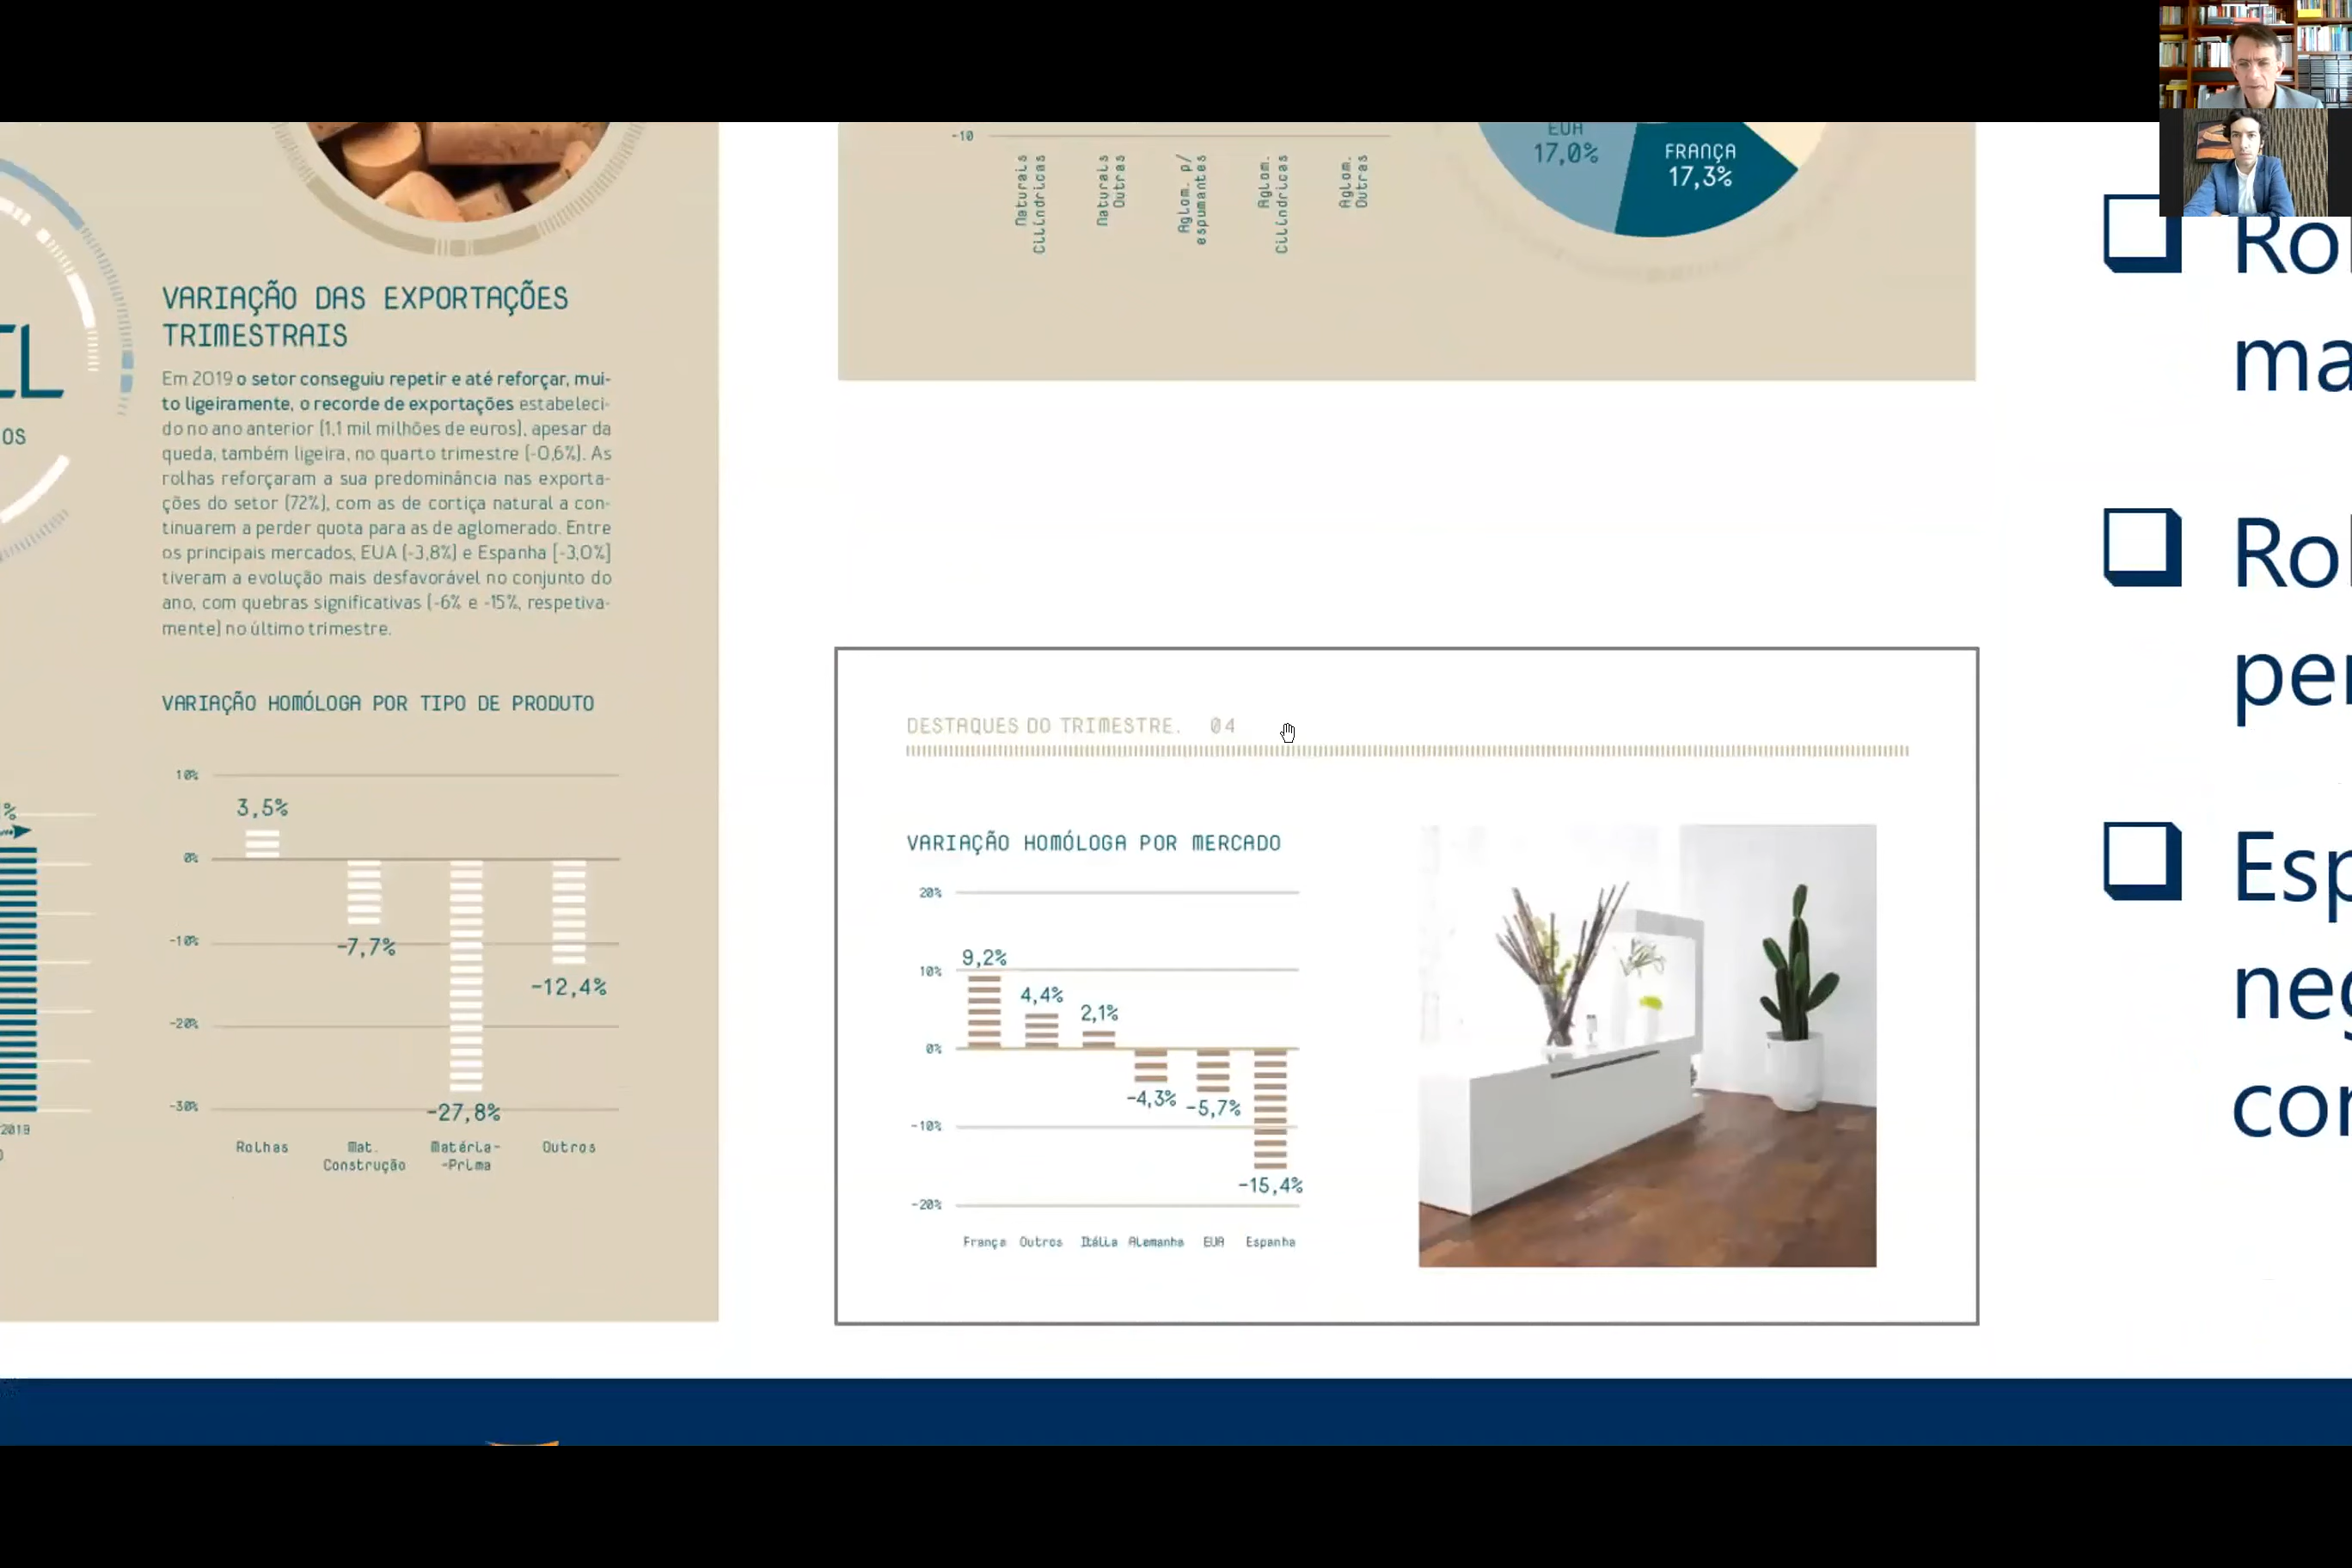 VARIAÇÃO DAS EXPORTAÇÕES
TRIMESTRAIS
Em 2019 o setor conseguiu repetir e até reforçar, mui-
to ligeiramente, o recorde de exportações estabeleci-
do no ano anterior (1,1 mil milhões de euros), apesar da
queda, também ligeira, no quarto trimestre (-0,6%). As
rolhas reforçaram a sua predominância nas exporta-
ções do setor (72%), com as de cortiça natural a con-
tinuarem a perder quota para as de aglomerado. Entre
os principais mercados, EUA (-3,8%) e Espanha (-3,0%)
tiveram a evolução mais desfavorável no conjunto do
ano, com quebras significativas (-6% e -15%, respetiva-
mente) no último trimestre.
VARIAÇÃO HOMÓLOGA POR TIPO DE PRODUTO
10%
0%
-10%
-20%
-30%
3,5%
-7,7%
-27,8%
-12,4%
Rolhas
Mat.
Construção
Matéria-
-Prima
Outros
2019
-10
Naturais
Cilíndricas
Naturais
Outras
Aglom. p/
espumantes
Aglom.
Cilíndricas
Aglom.
Outras
EUA
17,0%
FRANÇA
17,3%
DESTAQUES DO TRIMESTRE. 04
VARIAÇÃO HOMÓLOGA POR MERCADO
20%
10%
0%
-10%
-20%
9,2%
4,4%
2,1%
-4,3%
-5,7%
-15,4%
França
Outros
Itália
Alemanha
EUA
Espanha
Rol
ma
Rol
per
Esp
neg
con